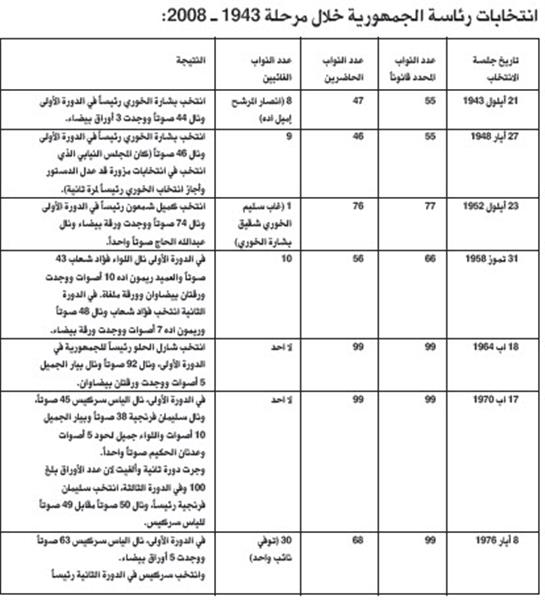 انتخابات رئاسة الجمهورية خلال مرحلة 1943 ـ 2008:
تاريخ جلسة الانتخاب | عدد النواب المحدد قانوناً | عدد النواب الحاضرين | عدد النواب الغائبين | النتيجة
21 أيلول 1943 | 55 | 47 | 8 (انصار المرشح
إميل اده) | انتخب بشارة الخوري رئيساً في الدورة الأولى
ونال 44 صوتاً ووجدت 3 أوراق بيضاء.
27 أيار 1948 | 55 | 46 | 9 | انتخب بشارة الخوري رئيساً في الدورة الأولى
ونال 46 صوتاً (كان المجلس النيابي الذي
انتخب في انتخابات مزورة قد عدل الدستور
وأجاز انتخاب الخوري رئيساً لمرة ثانية).
23 أيلول 1952 | 77 | 76 | 1 (غاب سليم
الخوري شقيق
بشارة الخوري) | انتخب كميل شمعون رئيساً في الدورة الأولى
ونال 74 صوتاً ووجدت ورقة بيضاء ونال
عبدالله الحاج صوتاً واحداً.
31 تموز 1958 | 66 | 56 | 10 | في الدورة الأولى نال اللواء فؤاد شهاب 43
صوتاً والعميد ريمون اده 10 أصوات ووجدت
ورقتان بيضاوان وورقة ملغاة. في الدورة
الثانية انتخب فؤاد شهاب ونال 48 صوتاً
وريمون اده 7 أصوات ووجدت ورقة بيضاء.
18 اب 1964 | 99 | 99 | لا احد | انتخب شارل الحلو رئيساً للجمهورية في
الدورة الأولى، ونال 92 صوتاً ونال بيار الجميل
5 أصوات ووجدت ورقتان بيضاوان.
17 اب 1970 | 99 | 99 | لا احد | في الدورة الأولى، نال الياس سركيس 45 صوتاً،
ونال سليمان فرنجية 38 صوتاً وبيار الجميل
10 أصوات واللواء جميل لحود 5 أصوات
وعدنان الحكيم صوتاً واحداً.
وجرت دورة ثانية وألغيت لان عدد الأوراق بلغ
100 وفي الدورة الثالثة، انتخب سليمان
فرنجية رئيساً، ونال 50 صوتاً مقابل 49 صوتاً
للياس سركيس.
8 أيار 1976 | 99 | 68 | 30 (توفي
نائب واحد) | في الدورة الأولى، نال الياس سركيس 63 صوتاً
ووجدت 5 أوراق بيضاء.
وانتخب سركيس في الدورة الثانية رئيساً